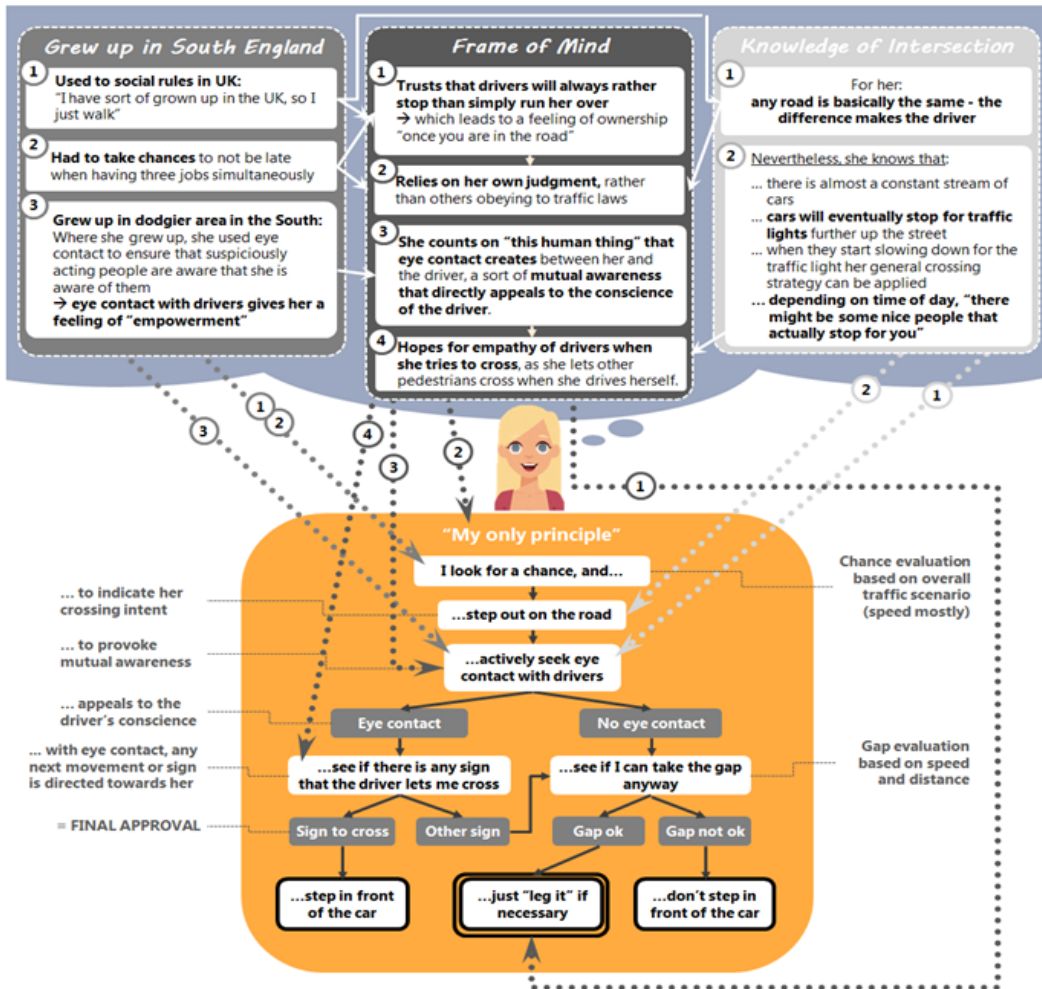 Grew up in South England
1
Used to social rules in UK:
"I have sort of grown up in the UK, so I
just walk"
2
Had to take chances to not be late
when having three jobs simultaneously
3
Grew up in dodgier area in the South:
Where she grew up, she used eye
contact to ensure that suspiciously
acting people are aware that she is
aware of them
→ eye contact with drivers gives her a
feeling of "empowerment"
Frame of Mind
1
Trusts that drivers will always rather
stop than simply run her over
→ which leads to a feeling of ownership
"once you are in the road"
2
Relies on her own judgment, rather
than others obeying to traffic laws
3
She counts on "this human thing" that
eye contact creates between her and
the driver, a sort of mutual awareness
that directly appeals to the conscience
of the driver.
4
Hopes for empathy of drivers when
she tries to cross, as she lets other
pedestrians cross when she drives herself.
Knowledge of Intersection
1
For her:
any road is basically the same - the
difference makes the driver
2
Nevertheless, she knows that:
... there is almost a constant stream of
cars
... cars will eventually stop for traffic
lights further up the street
... when they start slowing down for the
traffic light her general crossing
strategy can be applied
... depending on time of day, "there
might be some nice people that
actually stop for you"
3
1
2
4
3
2
1
2
1
"My only principle"
I look for a chance, and...
...step out on the road
...actively seek eye
contact with drivers
Eye contact
No eye contact
...see if there is any sign
that the driver lets me cross
...see if I can take the gap
anyway
Sign to cross
Other sign
Gap ok
Gap not ok
...step in front
of the car
...just "leg it" if
necessary
...don't step in
front of the car
... to indicate her
crossing intent
... to provoke
mutual awareness
... appeals to the
driver's conscience
... with eye contact, any
next movement or sign
is directed towards her
= FINAL APPROVAL
Chance evaluation
based on overall
traffic scenario
(speed mostly)
Gap evaluation
based on speed
and distance